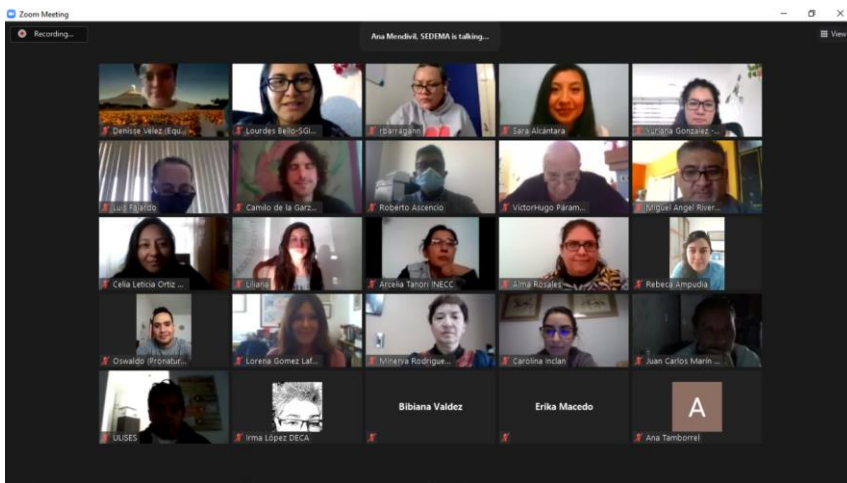 Zoom Meeting
Recording...
Ana Mendivil, SEDEMA is talking...
View
Denisse Vélez (Equ...
Lourdes Bello-SGI...
rbarragann
Sara Alcántara
Yuriana González -...
Luis Fajardo
Camilo de la Garz...
Roberto Ascencio
VictorHugo Páram...
Miguel Angel River...
Celia Leticia Ortiz ...
Liliana
Arcelia Tanori INECC
Alma Rosales
Rebeca Ampudia
Oswaldo (Pronatur...
Lorena Gomez Laf...
Minerva Rodrigue...
Carolina Inclan
Juan Carlos Marin ...
ULISES
Irma López DECA
Bibiana Valdez
Erika Macedo
A
Ana Tamborrel